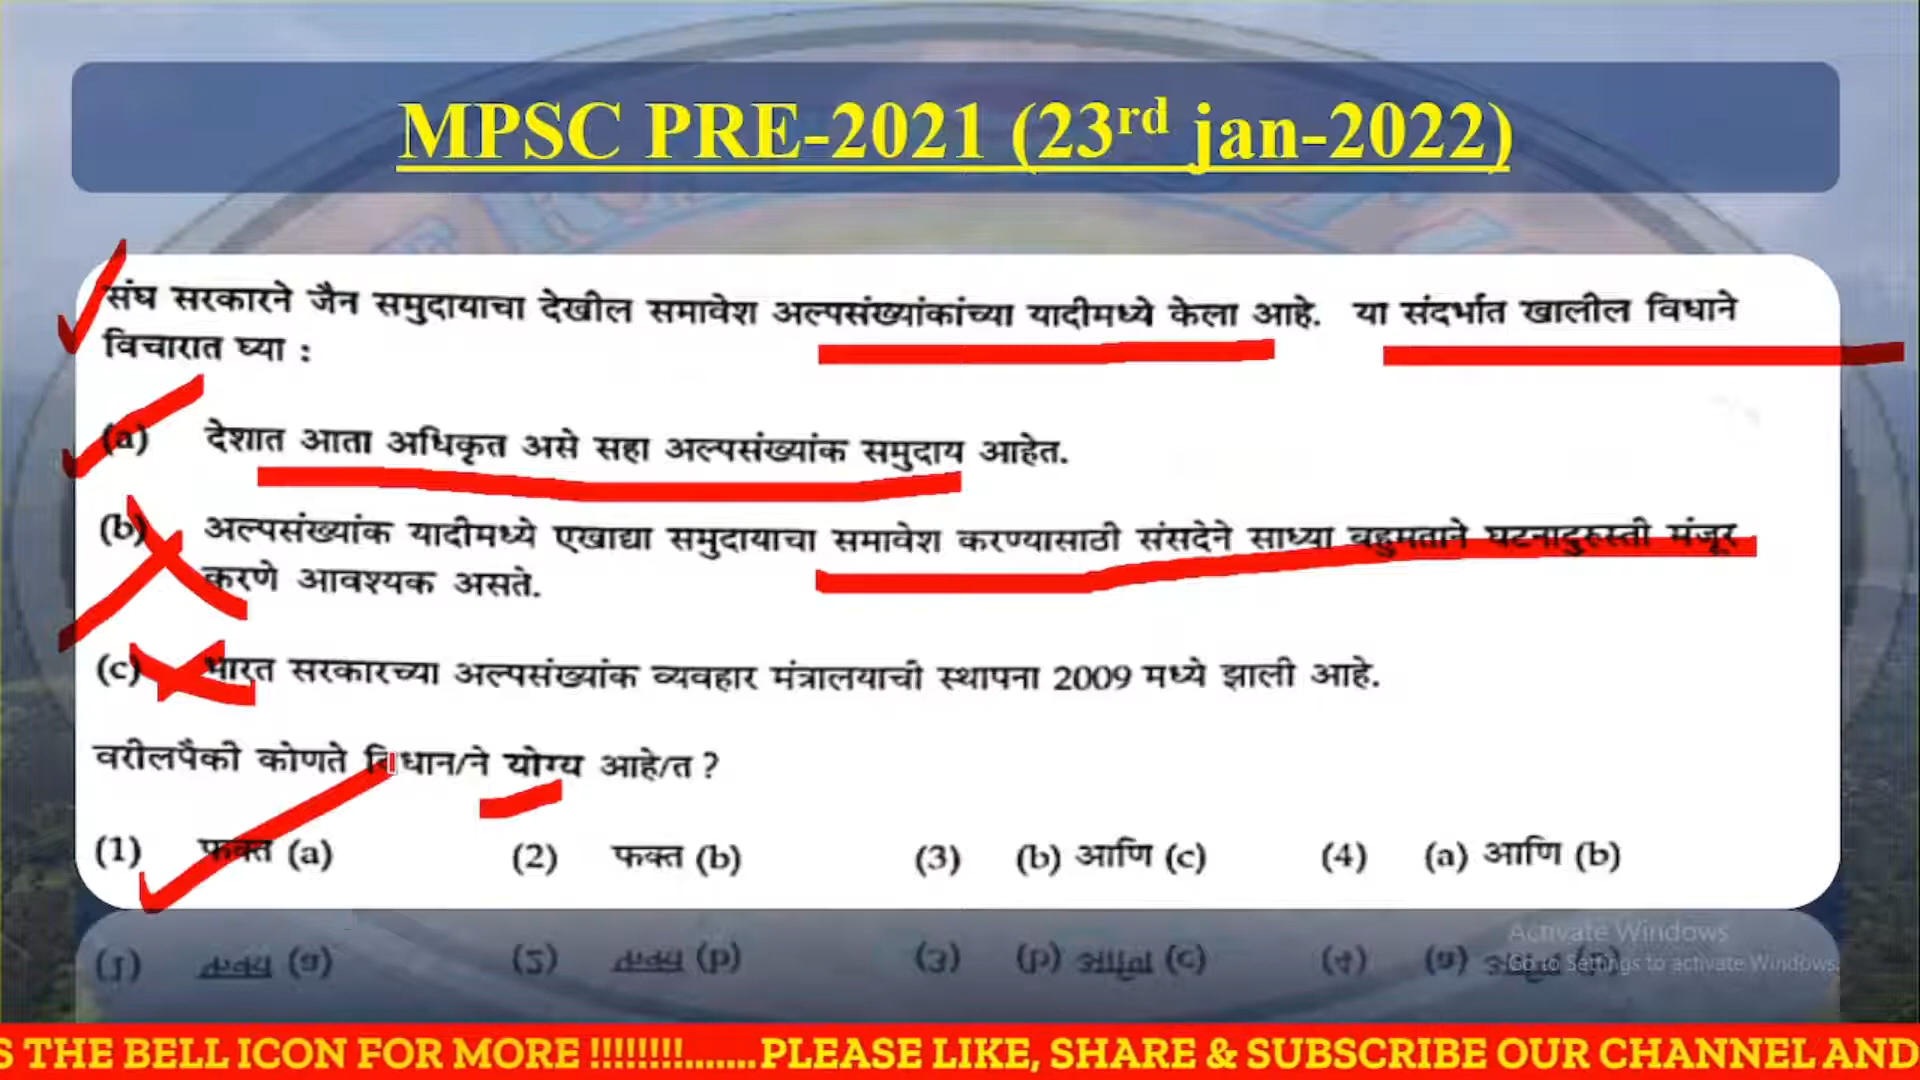 MPSC PRE-2021 (23rd jan-2022)
संघ सरकारने जैन समुदायाचा देखील समावेश अल्पसंख्यांकांच्या यादीमध्ये केला आहे. या संदर्भात खालील विधाने
विचारात घ्या :
(a) देशात आता अधिकृत असे सहा अल्पसंख्यांक समुदाय आहेत.
(b) अल्पसंख्यांक यादीमध्ये एखाद्या समुदायाचा समावेश करण्यासाठी संसदेने साध्या बहुमताने घटनादुरुस्ती मंजूर
करणे आवश्यक असते.
(c) भारत सरकारच्या अल्पसंख्यांक व्यवहार मंत्रालयाची स्थापना 2009 मध्ये झाली आहे.
वरीलपैकी कोणते विधान/ने योग्य आहे/त ?
(1) फक्त (a) (2) फक्त (b) (3) (b) आणि (c) (4) (a) आणि (b)
Activate Windows
Go to Settings to activate Windows.
S THE BELL ICON FOR MORE !!!!!!!!.......PLEASE LIKE, SHARE & SUBSCRIBE OUR CHANNEL AND